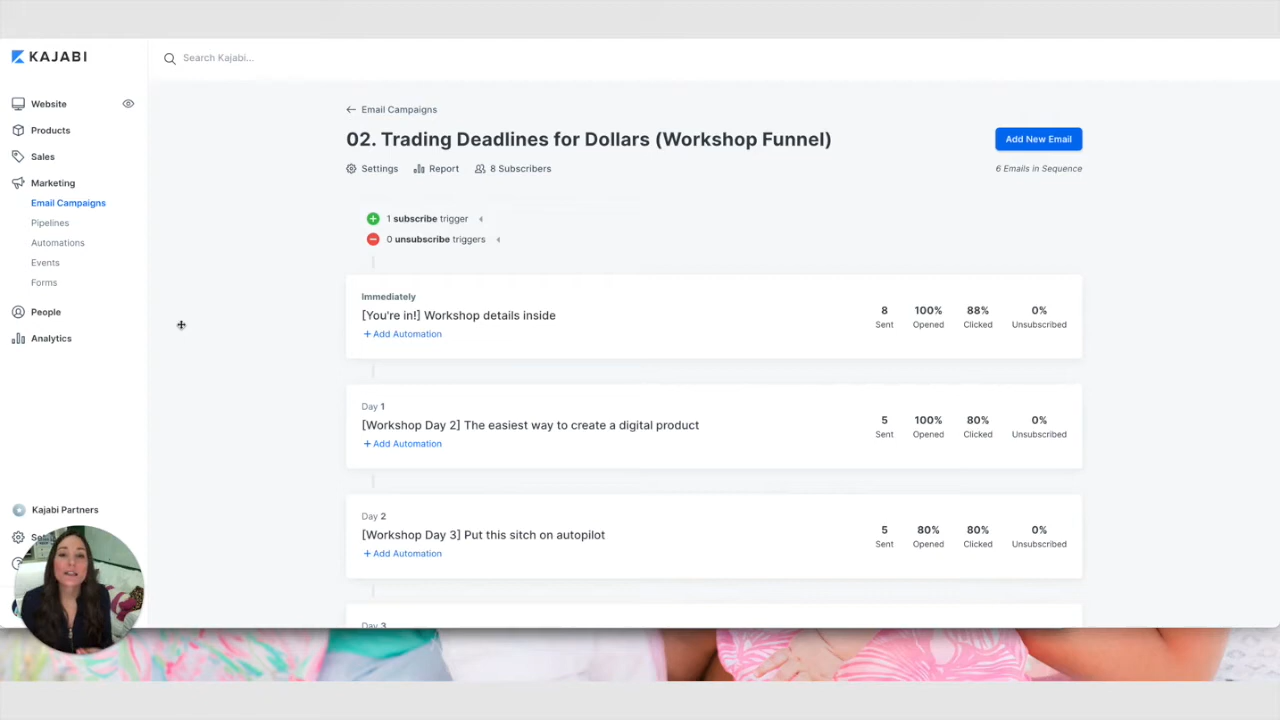 KAJABI
Search Kajabi...
Website
Products
Sales
Marketing
Email Campaigns
Pipelines
Automations
Events
Forms
People
Analytics
Kajabi Partners
← Email Campaigns
02. Trading Deadlines for Dollars (Workshop Funnel)
Add New Email
Settings Report 8 Subscribers
6 Emails in Sequence
1 subscribe trigger
0 unsubscribe triggers
Immediately
[You're in!] Workshop details inside
+ Add Automation
8 100% 88% 0%
Sent Opened Clicked Unsubscribed
Day 1
[Workshop Day 2] The easiest way to create a digital product
+ Add Automation
5 100% 80% 0%
Sent Opened Clicked Unsubscribed
Day 2
[Workshop Day 3] Put this sitch on autopilot
+ Add Automation
5 80% 80% 0%
Sent Opened Clicked Unsubscribed
Day 3